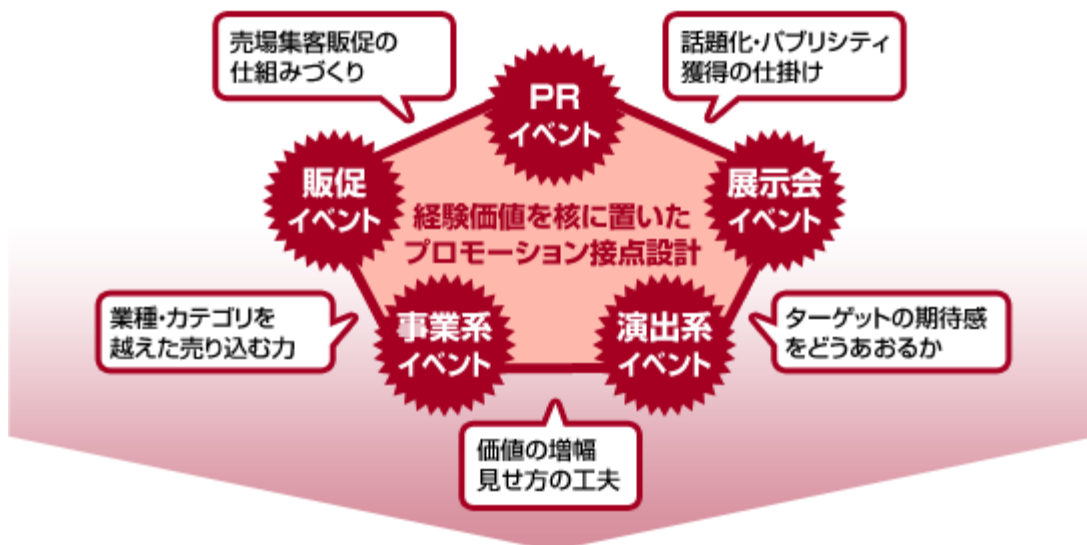 売場集客販促の
仕組みづくり
話題化・パブリシティ
獲得の仕掛け
PR
イベント
販促
イベント
展示会
イベント
経験価値を核に置いた
プロモーション接点設計
業種・カテゴリを
越えた売り込む力
事業系
イベント
演出系
イベント
ターゲットの期待感
をどうあおるか
価値の増幅
見せ方の工夫